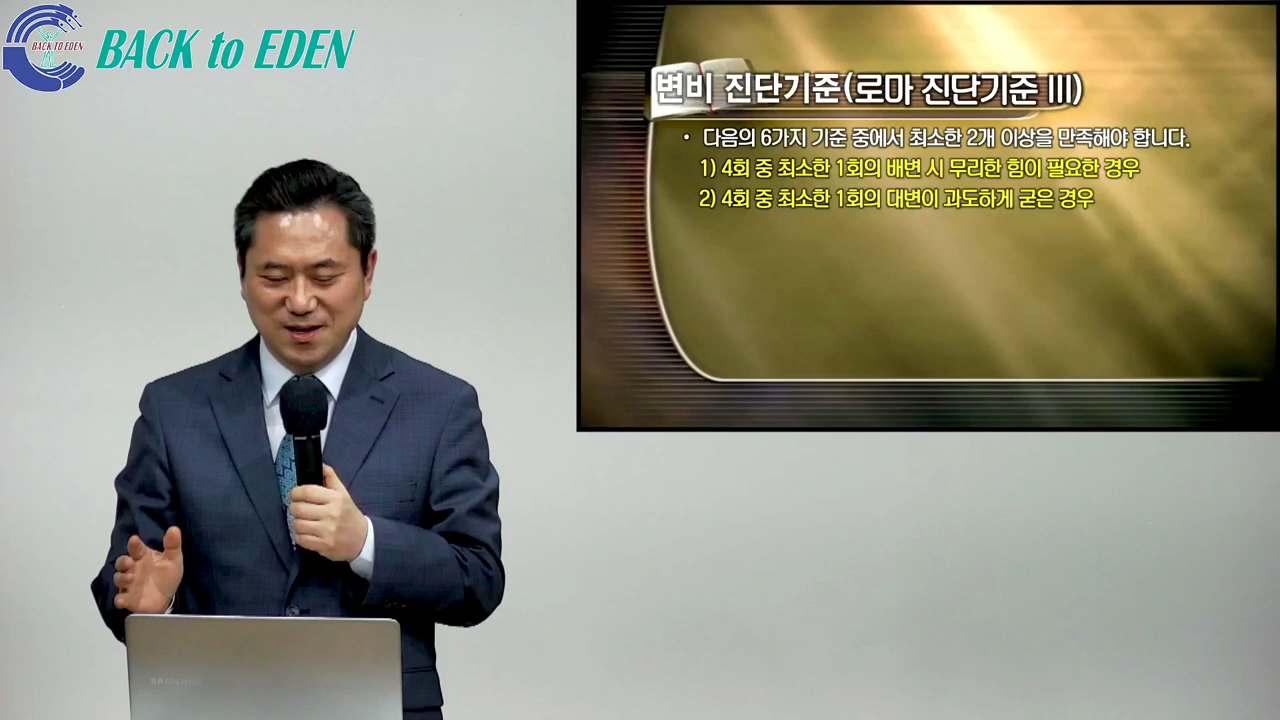 BACK TO EDEN
BACK to EDEN
변비 진단기준(로마 진단기준 III)
• 다음의 6가지 기준 중에서 최소한 2개 이상을 만족해야 합니다.
1) 4회 중 최소한 1회의 배변 시 무리한 힘이 필요한 경우
2) 4회 중 최소한 1회의 대변이 과도하게 굳은 경우
SAMSUNG